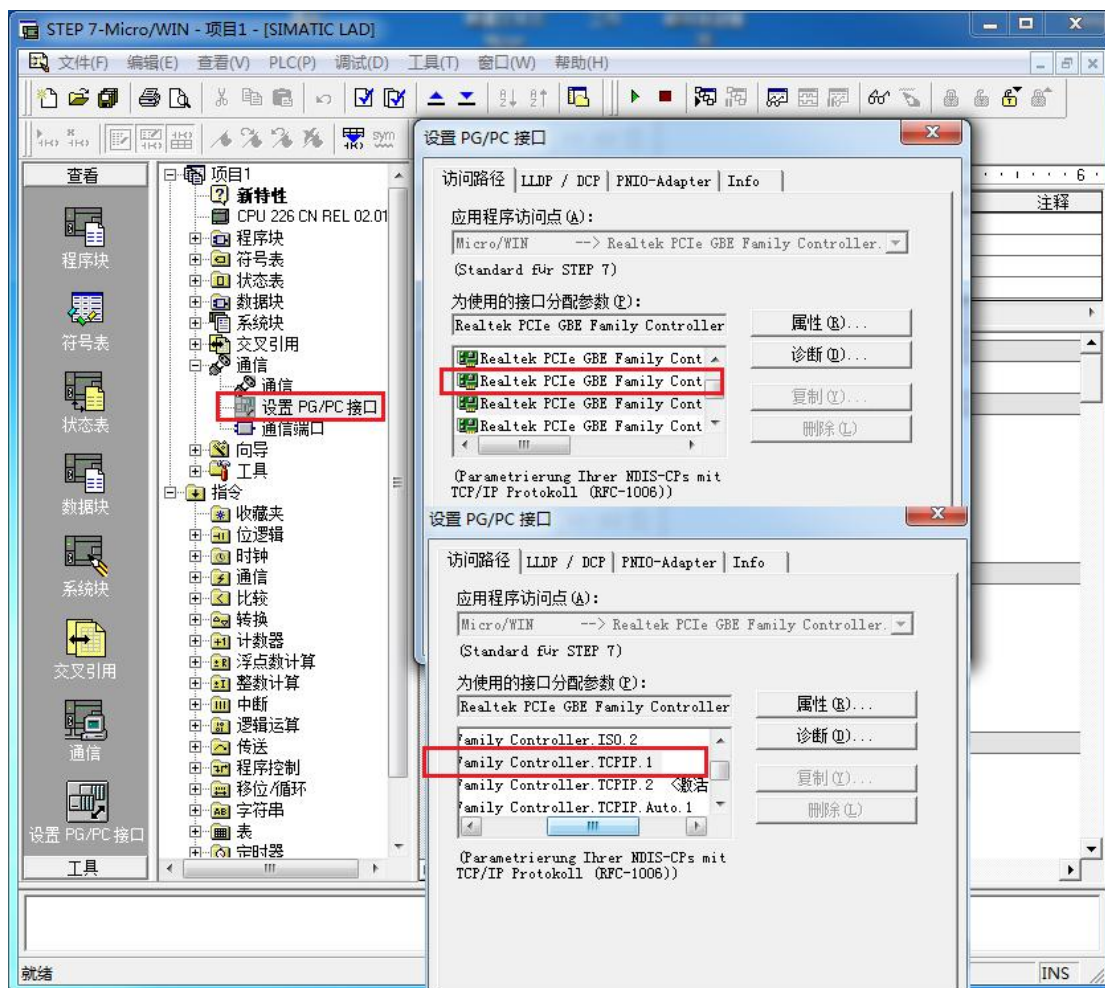 STEP 7-Micro/WIN - 项目1 - [SIMATIC LAD]
文件(F) 编辑(E) 查看(V) PLC(P) 调试(D) 工具(T) 窗口(W) 帮助(H)
sym
查看
程序块
符号表
状态表
数据块
系统块
交叉引用
通信
设置 PG/PC 接口
工具
项目1
新特性
CPU 226 CN REL 02.01
程序块
符号表
状态表
数据块
系统块
交叉引用
通信
通信
设置 PG/PC 接口
通信端口
向导
工具
指令
收藏夹
位逻辑
时钟
通信
比较
转换
计数器
浮点数计算
整数计算
中断
逻辑运算
传送
程序控制
移位/循环
字符串
表
定时器
设置 PG/PC 接口
访问路径 LLDP / DCP PNIO-Adapter Info
应用程序访问点(A):
Micro/WIN --> Realtek PCIe GBE Family Controller.
(Standard für STEP 7)
为使用的接口分配参数(P):
Realtek PCIe GBE Family Controller
属性(R)...
Realtek PCIe GBE Family Cont
诊断(D)...
Realtek PCIe GBE Family Cont
Realtek PCIe GBE Family Cont
复制(Y)...
Realtek PCIe GBE Family Cont
删除(L)
(Parametrierung Ihrer NDIS-CPs mit
TCP/IP Protokoll (RFC-1006))
设置 PG/PC 接口
访问路径 LLDP / DCP PNIO-Adapter Info
应用程序访问点(A):
Micro/WIN --> Realtek PCIe GBE Family Controller.
(Standard für STEP 7)
为使用的接口分配参数(P):
Realtek PCIe GBE Family Controller
属性(R)...
Family Controller.ISO.2
诊断(D)...
Family Controller.TCPIP.1
Family Controller.TCPIP.2 <激活
复制(Y)...
Family Controller.TCPIP.Auto.1
删除(L)
(Parametrierung Ihrer NDIS-CPs mit
TCP/IP Protokoll (RFC-1006))
6
注释
就绪
INS